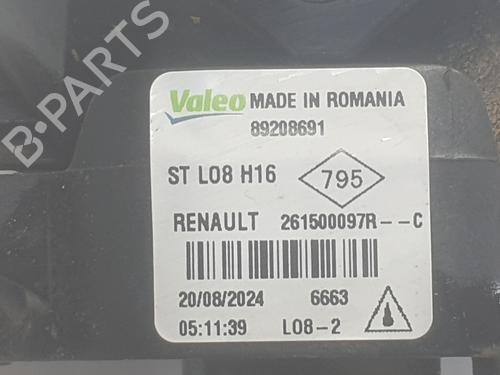 B-PARTS
Valeo MADE IN ROMANIA
89208691
ST L08 H16 795
RENAULT 261500097R--C
20/08/2024 6663
05:11:39 L08-2